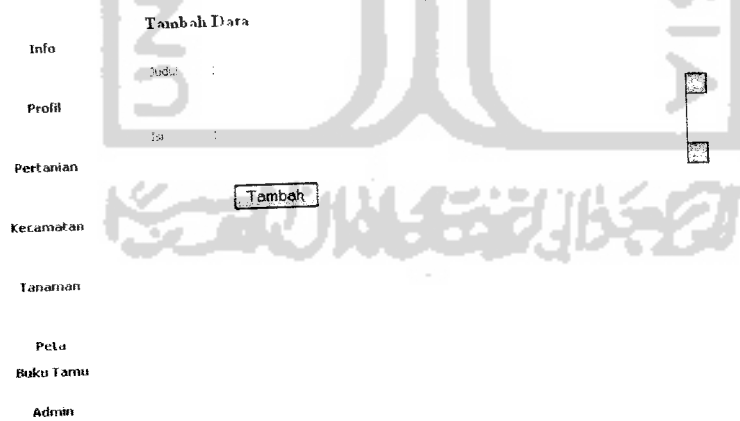 Tambah Data
Info
Judul :
Profil
Isi :
Pertanian
Tambah
Kecamatan
Tanaman
Peta
Buku Tamu
Admin